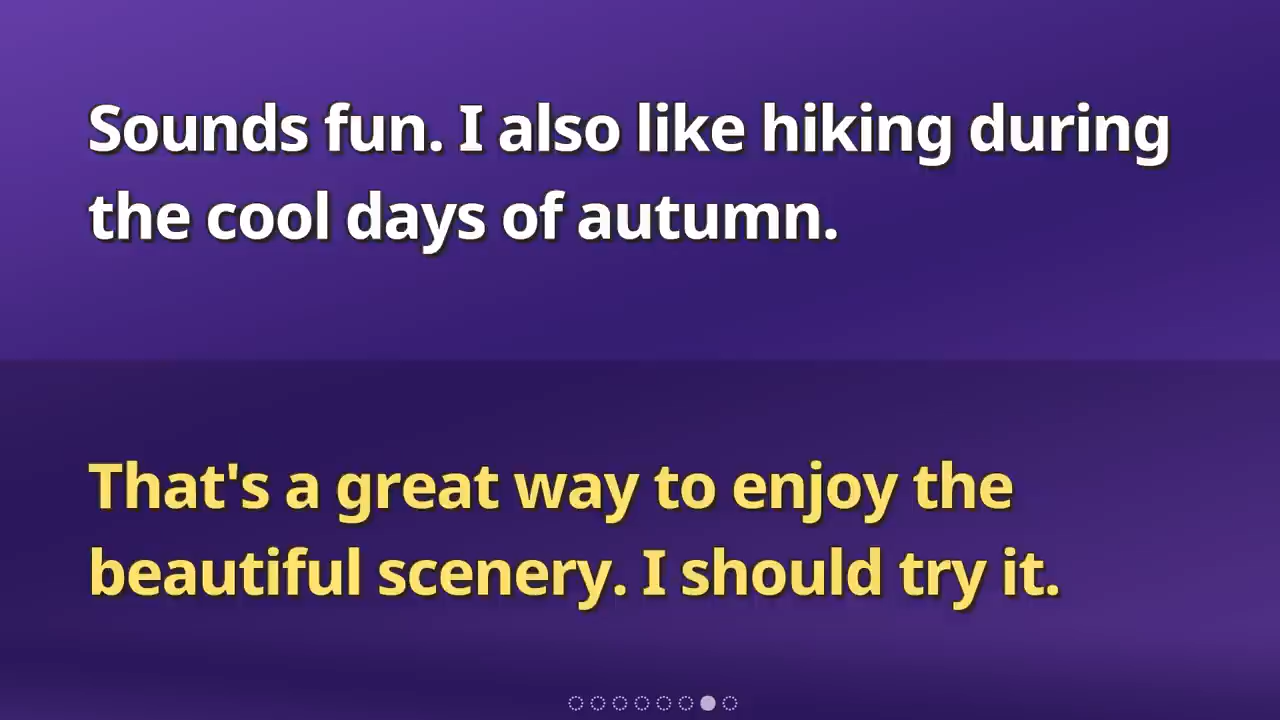 Sounds fun. I also like hiking during
the cool days of autumn.
That's a great way to enjoy the
beautiful scenery. I should try it.